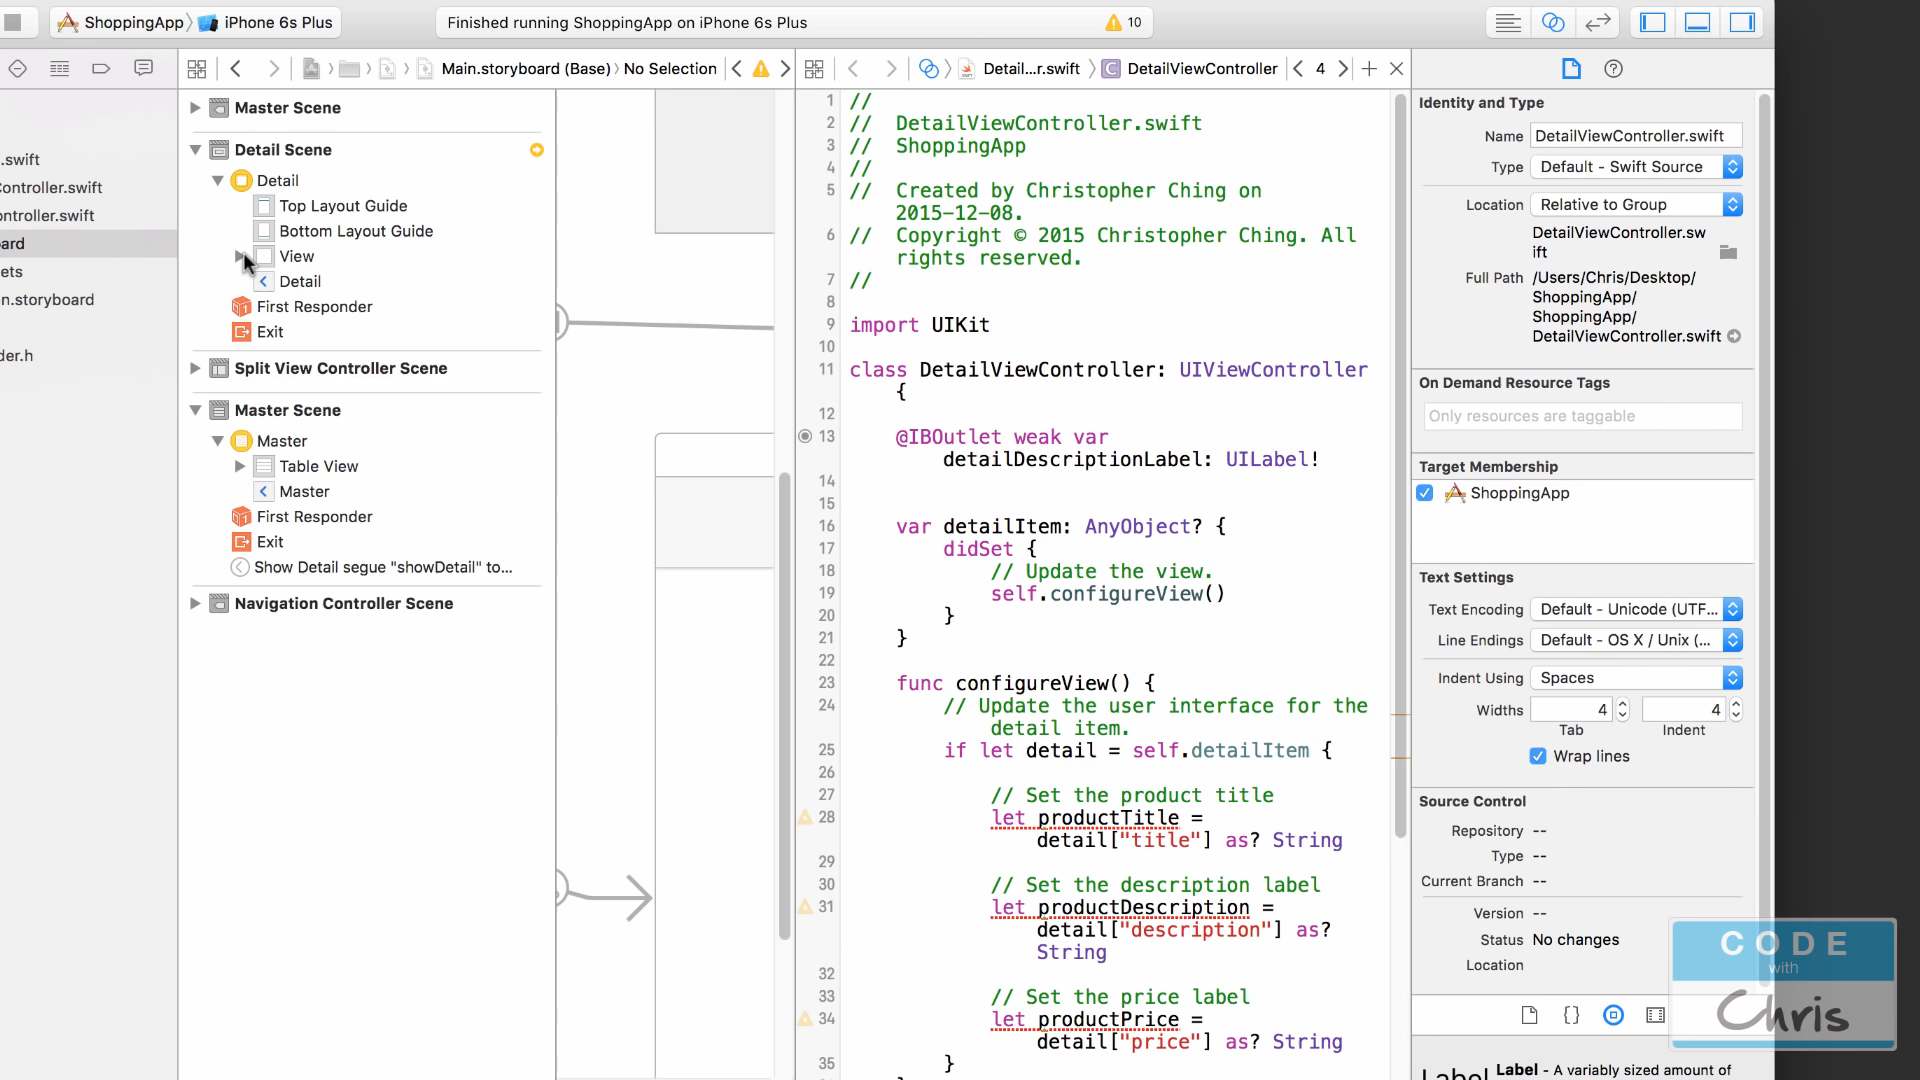 ShoppingApp
iPhone 6s Plus
Finished running ShoppingApp on iPhone 6s Plus
10
Main.storyboard (Base)
No Selection
Detail...r.swift
C
DetailViewController
4
.swift
ontroller.swift
ontroller.swift
ard
ets
n.storyboard
der.h
Master Scene
Detail Scene
Detail
Top Layout Guide
Bottom Layout Guide
View
Detail
First Responder
Exit
Split View Controller Scene
Master Scene
Master
Table View
Master
First Responder
Exit
Show Detail segue "showDetail" to...
Navigation Controller Scene
1 //
2 //  DetailViewController.swift
3 //  ShoppingApp
4 //
5 //  Created by Christopher Ching on
2015-12-08.
6 //  Copyright © 2015 Christopher Ching. All
rights reserved.
7 //
8
9 import UIKit
10
11 class DetailViewController: UIViewController
{
12
13 @IBOutlet weak var
detailDescriptionLabel: UILabel!
14
15
16 var detailItem: AnyObject? {
17 didSet {
18 // Update the view.
19 self.configureView()
20 }
21 }
22
23 func configureView() {
24 // Update the user interface for the
detail item.
25 if let detail = self.detailItem {
26
27 // Set the product title
28 let productTitle =
detail["title"] as? String
29
30 // Set the description label
31 let productDescription =
detail["description"] as?
String
32
33 // Set the price label
34 let productPrice =
detail["price"] as? String
35 }
Identity and Type
Name DetailViewController.swift
Type Default - Swift Source
Location Relative to Group
DetailViewController.sw
ift
Full Path /Users/Chris/Desktop/
ShoppingApp/
ShoppingApp/
DetailViewController.swift
On Demand Resource Tags
Only resources are taggable
Target Membership
ShoppingApp
Text Settings
Text Encoding Default - Unicode (UTF...
Line Endings Default - OS X / Unix (...
Indent Using Spaces
Widths 4 4
Tab Indent
Wrap lines
Source Control
Repository --
Type --
Current Branch --
Version --
Status No changes
Location
{}
Label Label - A variably sized amount of
CODE
with
Chris